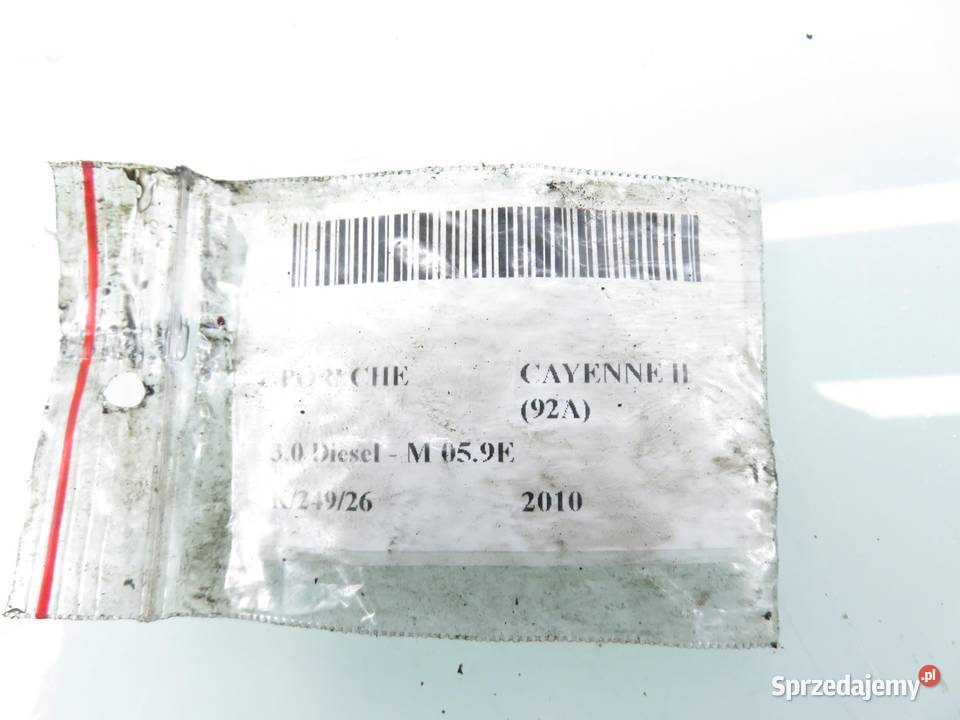 PORSCHE CAYENNE II
(92A)
3.0 Diesel - M 05.9E
K/249/26 2010
Sprzedajemy.pl